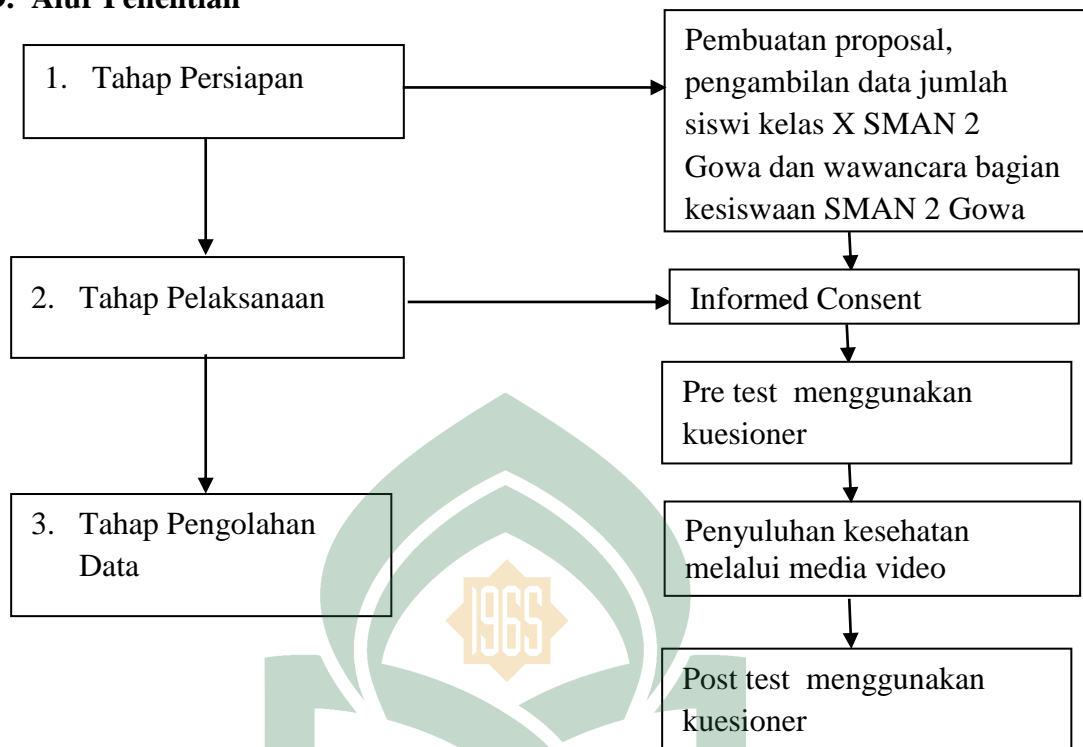 Alur Penelitian
1. Tahap Persiapan
Pembuatan proposal,
pengambilan data jumlah
siswi kelas X SMAN 2
Gowa dan wawancara bagian
kesiswaan SMAN 2 Gowa
2. Tahap Pelaksanaan
Informed Consent
Pre test menggunakan
kuesioner
3. Tahap Pengolahan
Data
Penyuluhan kesehatan
melalui media video
1965
Post test menggunakan
kuesioner